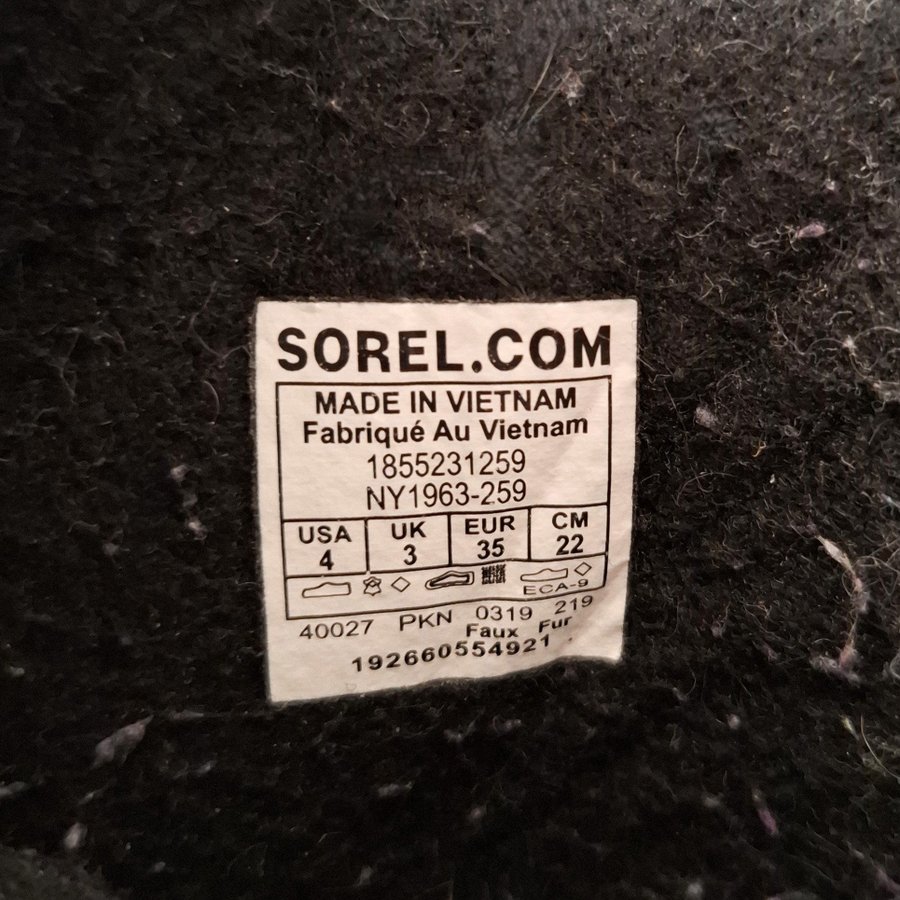 SOREL.COM
MADE IN VIETNAM
Fabriqué Au Vietnam
1855231259
NY1963-259
USA UK EUR CM
4 3 35 22
ECA-9
40027 PKN 0319 219
Faux Fur
192660554921